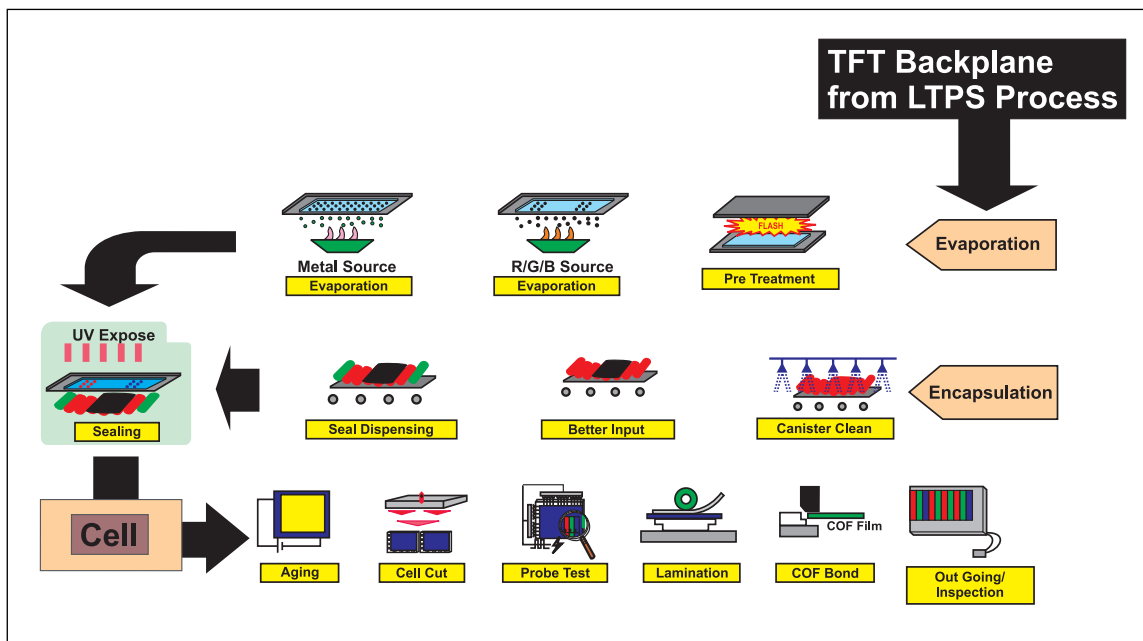 TFT Backplane
from LTPS Process
FLASH
Metal Source
Evaporation
R/G/B Source
Evaporation
Pre Treatment
Evaporation
UV Expose
Sealing
Seal Dispensing
Better Input
Canister Clean
Encapsulation
Cell
COF Film
Aging
Cell Cut
Probe Test
Lamination
COF Bond
Out Going/
Inspection